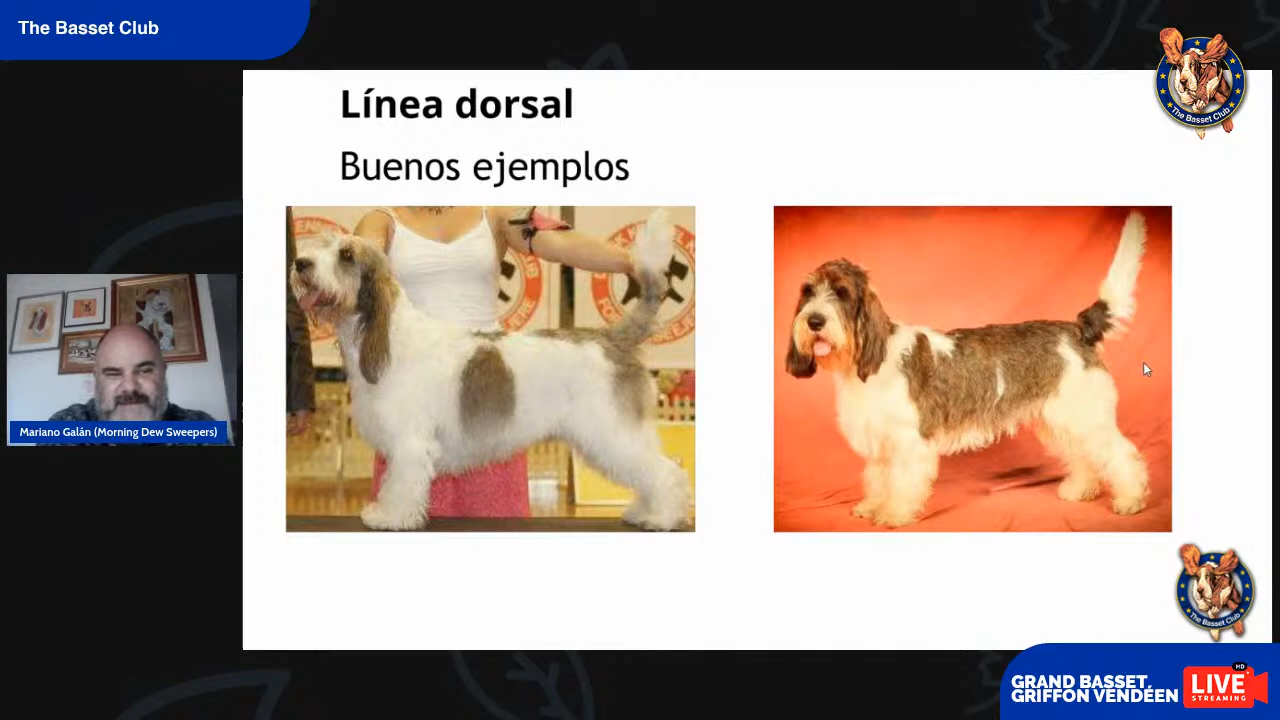 The Basset Club
Línea dorsal
Buenos ejemplos
The Basset Club
Mariano Galán (Morning Dew Sweepers)
The Basset Club
GRAND BASSET
GRIFFON VENDÉEN
HD
LIVE
STREAMING